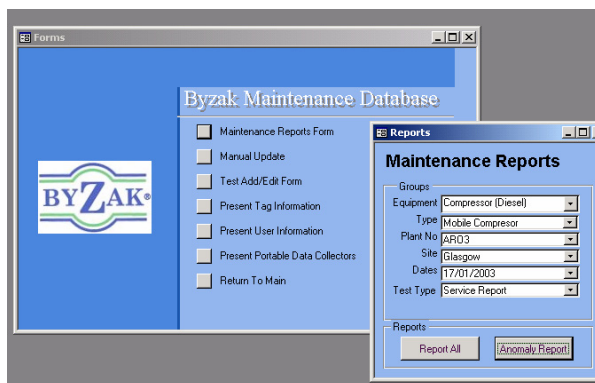 Forms
Byzak Maintenance Database
Maintenance Reports Form
Manual Update
Test Add/Edit Form
Present Tag Information
Present User Information
Present Portable Data Collectors
Return To Main
BYZAK
Reports
Maintenance Reports
Groups
Equipment Compressor (Diesel)
Type Mobile Compresor
Plant No ARO3
Site Glasgow
Dates 17/01/2003
Test Type Service Report
Reports
Report All Anomaly Report